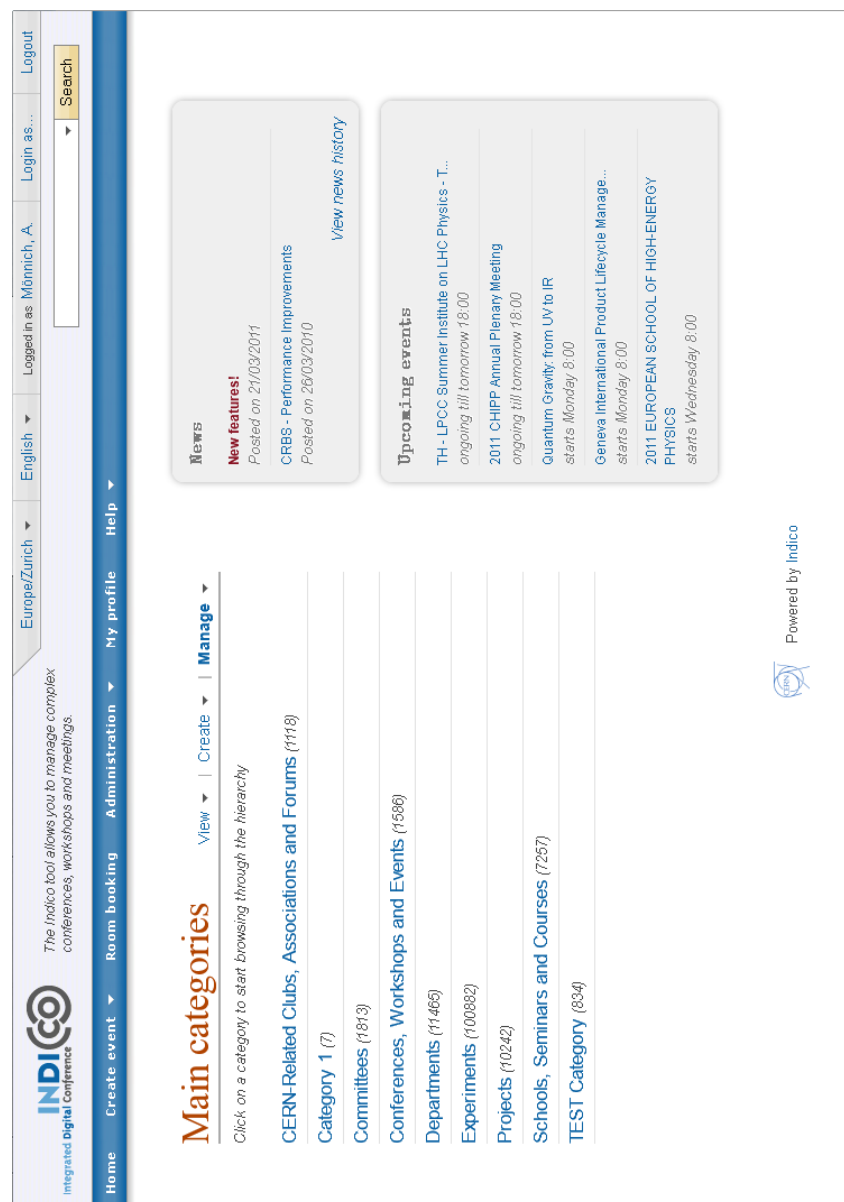 Europe/Zurich English Logged in as Mönnich, A. Login as... Logout
INDICO
Integrated Digital Conference
The Indico tool allows you to manage complex
conferences, workshops and meetings.
Search
Home Create event Room booking Administration My profile Help
Main categories
View | Create | Manage
Click on a category to start browsing through the hierarchy
CERN-Related Clubs, Associations and Forums (1118)
Category 1 (7)
Committees (1813)
Conferences, Workshops and Events (1586)
Departments (11465)
Experiments (100882)
Projects (10242)
Schools, Seminars and Courses (7257)
TEST Category (834)
News
New features!
Posted on 21/03/2011
CRBS - Performance Improvements
Posted on 26/03/2010
View news history
Upcoming events
TH - LPCC Summer Institute on LHC Physics - T...
ongoing till tomorrow 18:00
2011 CHIPP Annual Plenary Meeting
ongoing till tomorrow 18:00
Quantum Gravity: from UV to IR
starts Monday 8:00
Geneva International Product Lifecycle Manage...
starts Monday 8:00
2011 EUROPEAN SCHOOL OF HIGH-ENERGY
PHYSICS
starts Wednesday 8:00
CERN
Powered by Indico